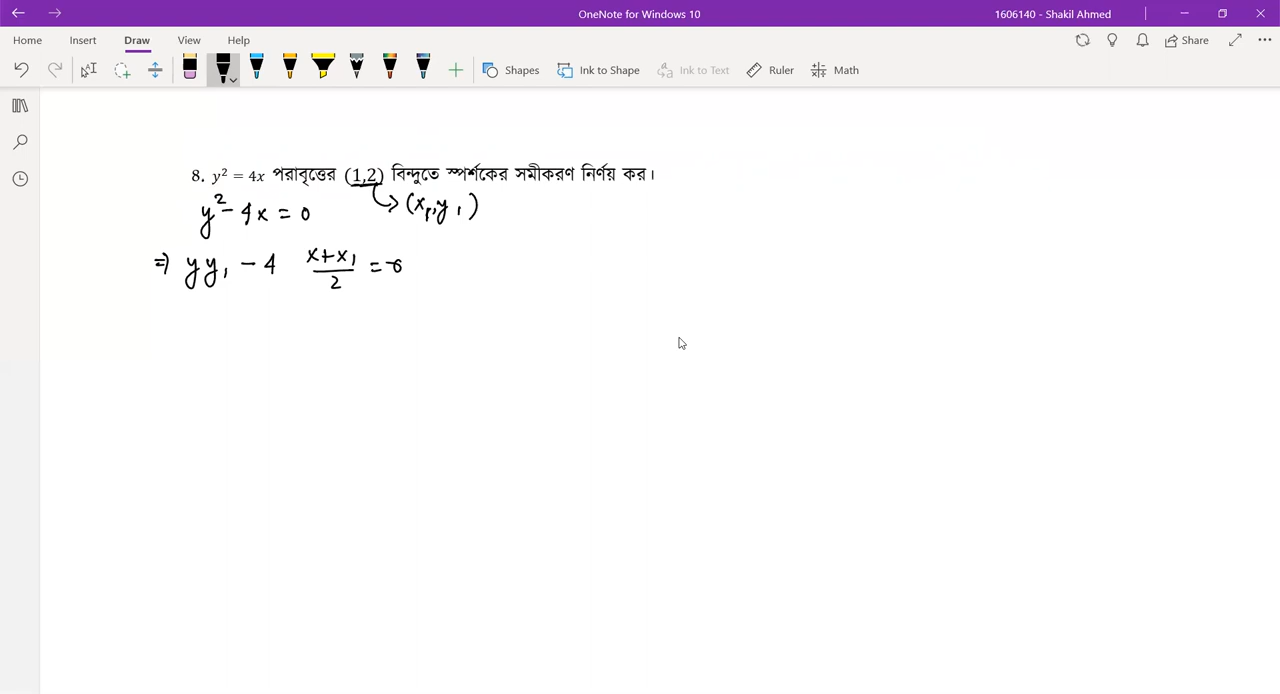 OneNote for Windows 10
1606140 - Shakil Ahmed
Home Insert Draw View Help
Share
Shapes Ink to Shape Ink to Text Ruler Math
8. y² = 4x পরাবৃত্তের (1,2) বিন্দুতে স্পর্শকের সমীকরণ নির্ণয় কর।
y² - 4x = 0 (x₁, y₁)
⇒ yy₁ - 4 (x+x₁)/2 = 0